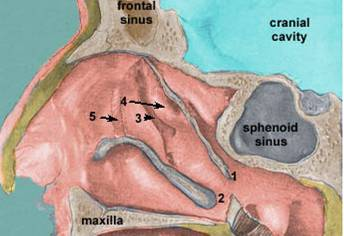 frontal
sinus
cranial
cavity
4
5
3
sphenoid
sinus
1
2
maxilla